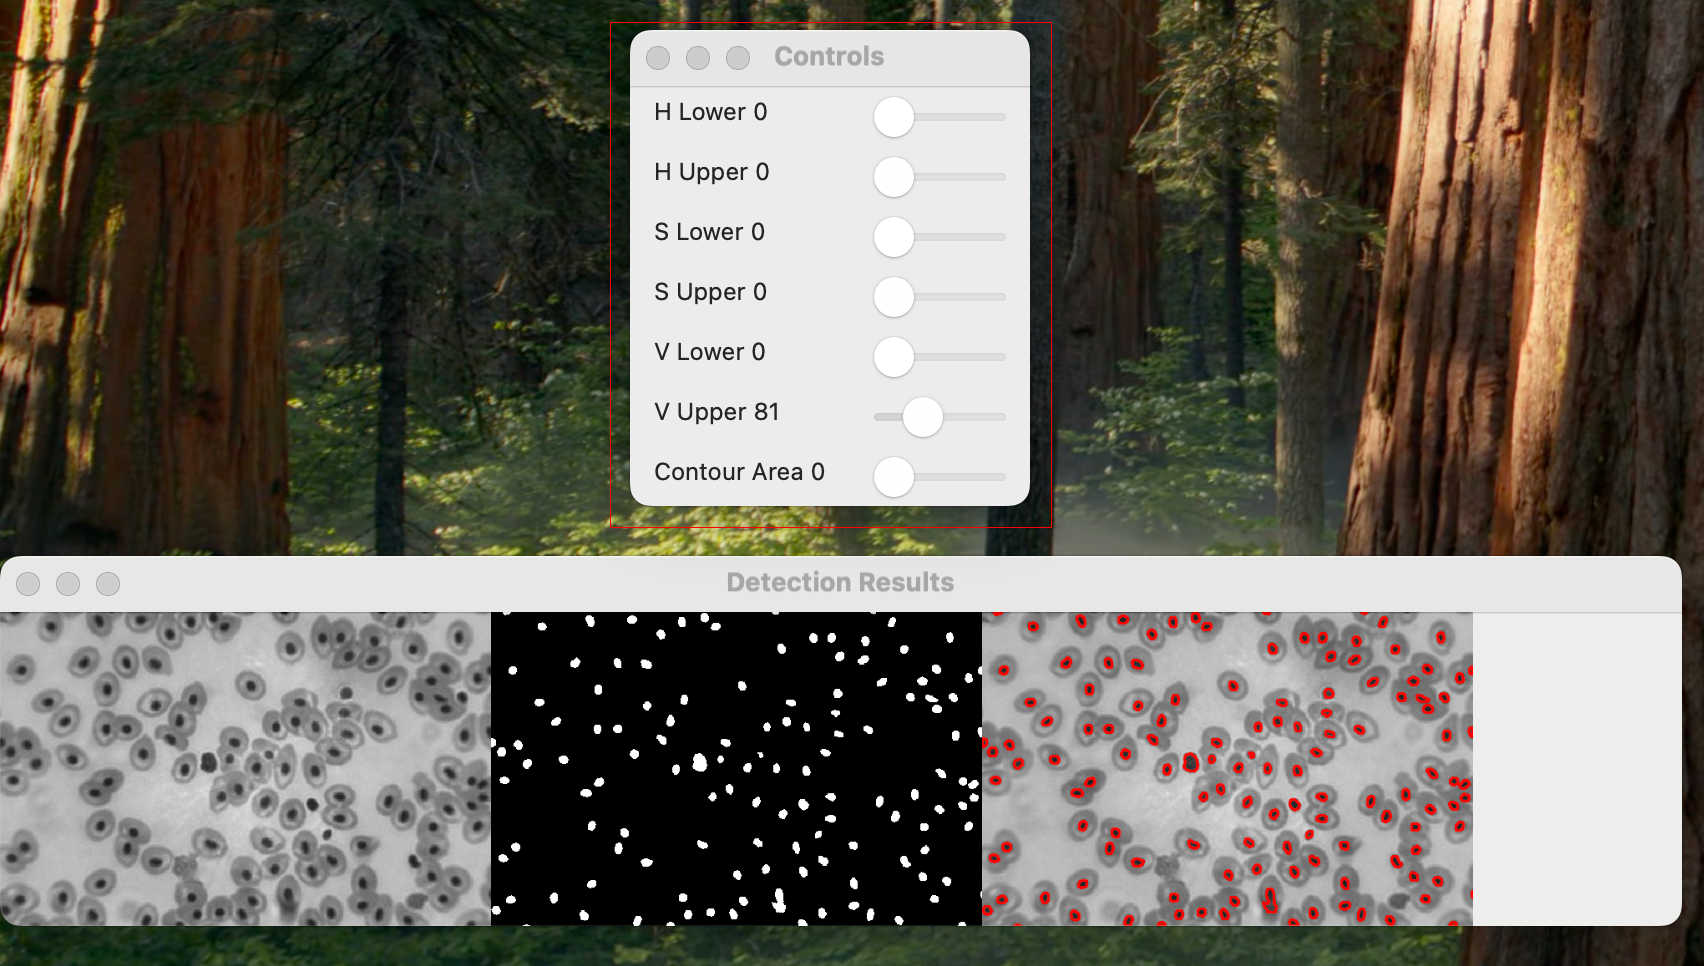 Controls
H Lower 0
H Upper 0
S Lower 0
S Upper 0
V Lower 0
V Upper 81
Contour Area 0
Detection Results